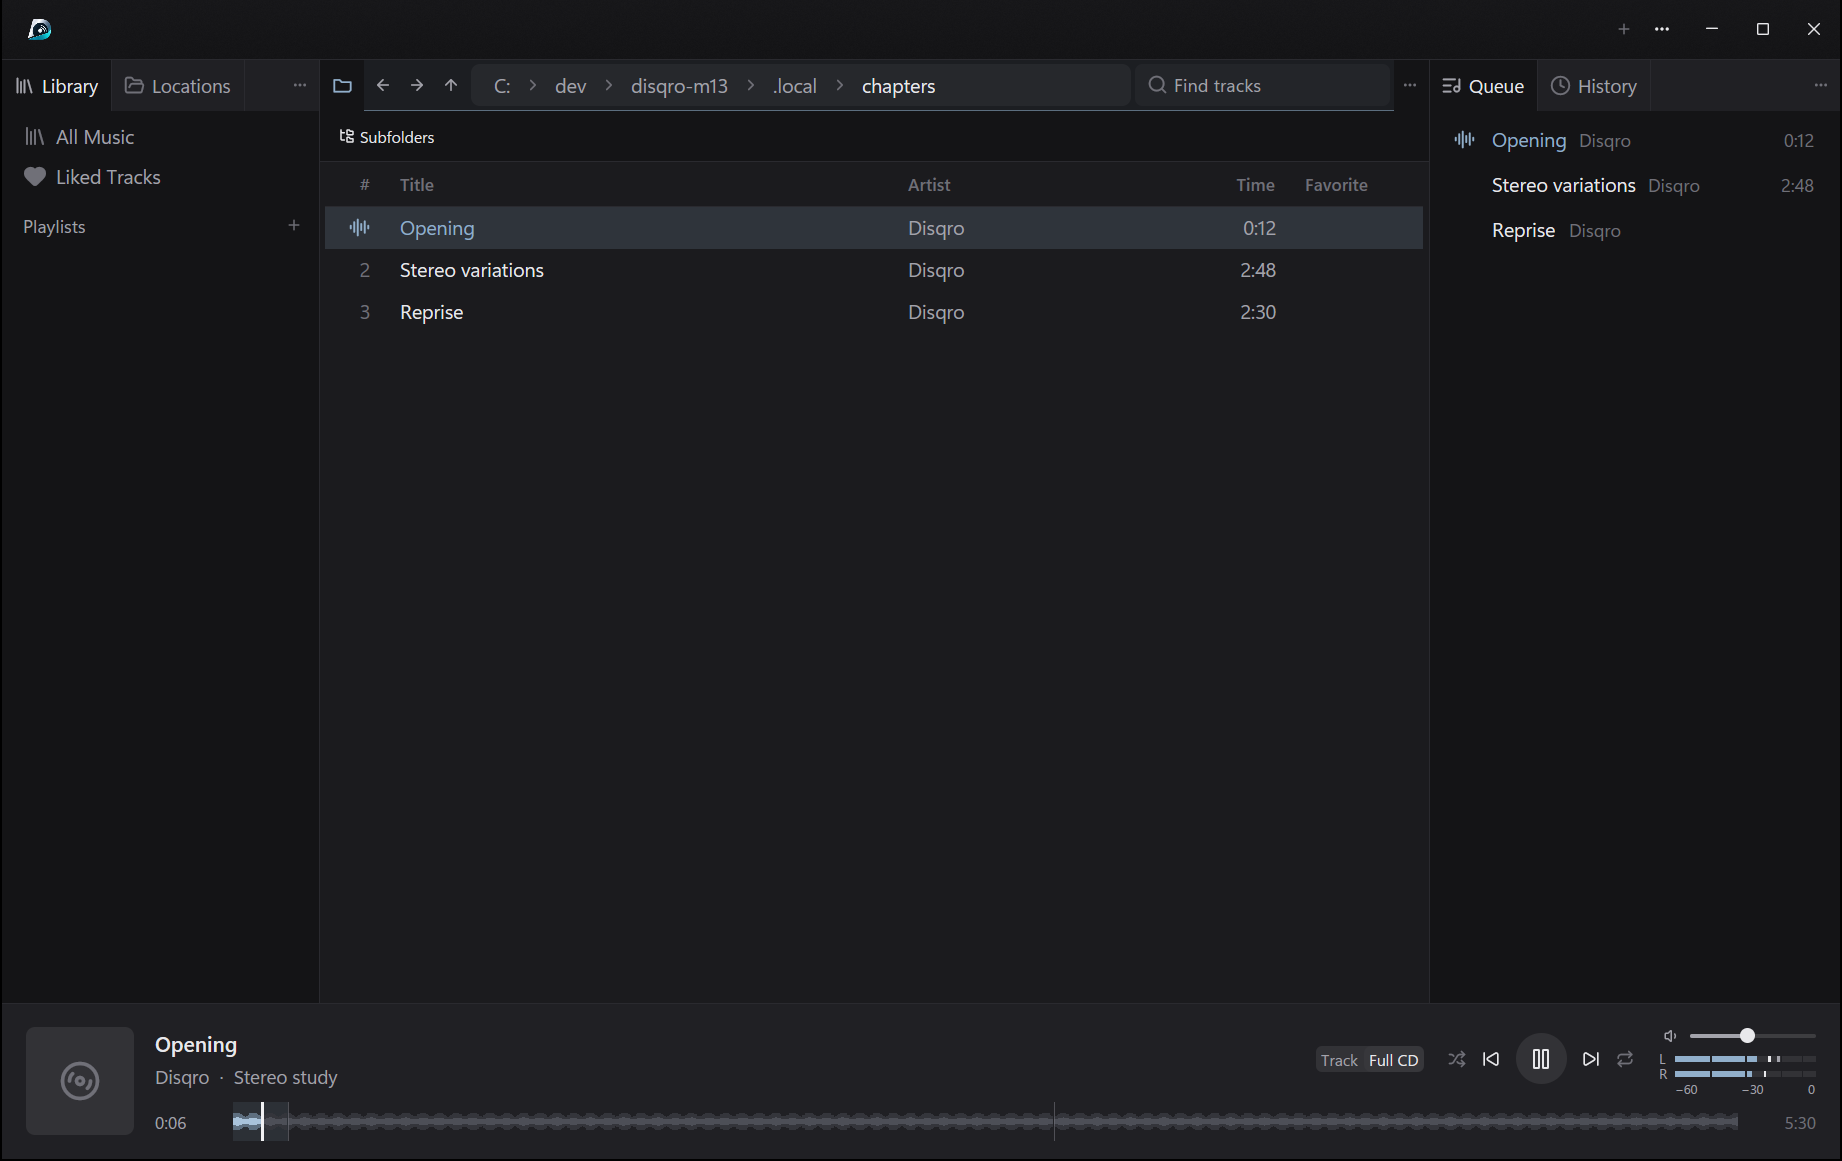 Library
Locations
C: > dev > disqro-m13 > .local > chapters
Find tracks
Queue
History
All Music
Liked Tracks
Playlists
Subfolders
# Title Artist Time Favorite
Opening Disqro 0:12
2 Stereo variations Disqro 2:48
3 Reprise Disqro 2:30
Opening Disqro 0:12
Stereo variations Disqro 2:48
Reprise Disqro
Opening
Disqro · Stereo study
0:06
Track Full CD
L
R
−60 −30 0
5:30